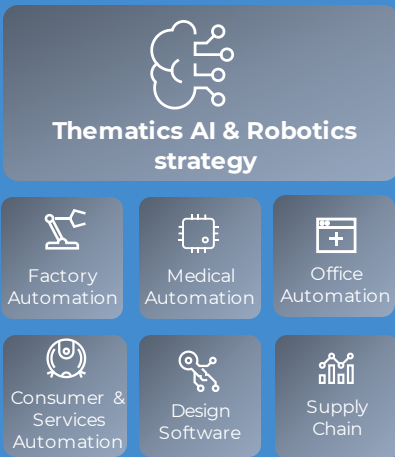 Thematics AI & Robotics
strategy
Factory
Automation
Medical
Automation
Office
Automation
Consumer &
Services
Automation
Design
Software
Supply
Chain